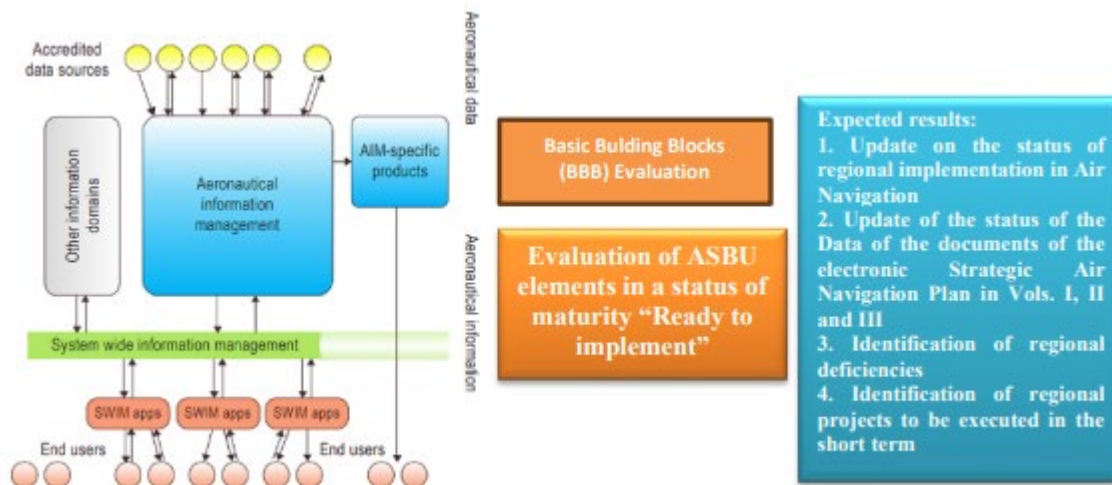 Accredited
data sources
Other information
domains
Aeronautical
information
management
AIM-specific
products
System wide information management
SWIM apps
SWIM apps
SWIM apps
End users
End users
Aeronautical data
Aeronautical information
Basic Bulding Blocks
(BBB) Evaluation
Evaluation of ASBU
elements in a status of
maturity “Ready to
implement”
Expected results:
1. Update on the status of
regional implementation in Air
Navigation
2. Update of the status of the
Data of the documents of the
electronic Strategic Air
Navigation Plan in Vols. I, II
and III
3. Identification of regional
deficiencies
4. Identification of regional
projects to be executed in the
short term